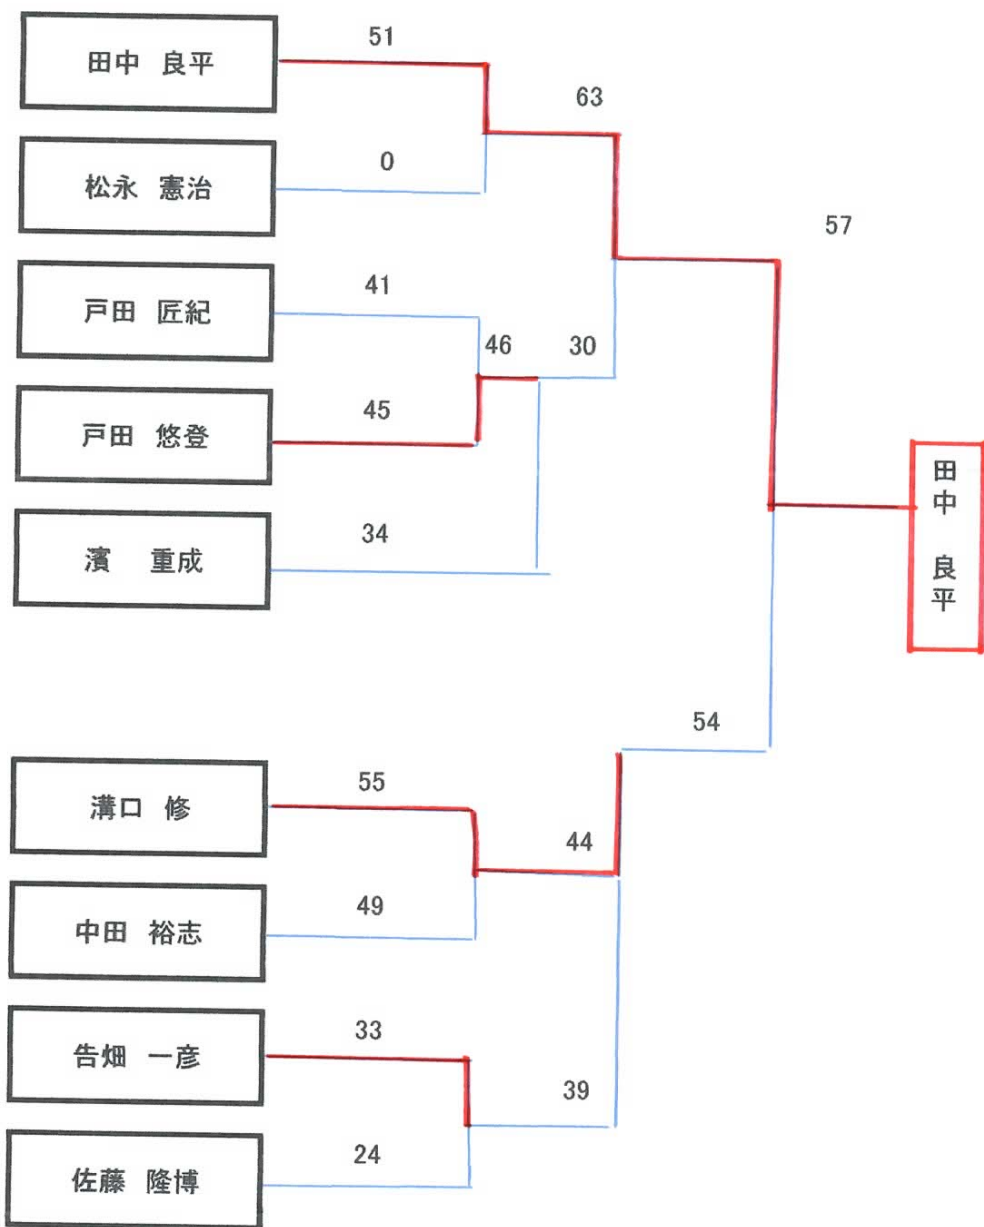 51
田中 良平
63
0
松永 憲治
57
41
戸田 匠紀
46
30
45
戸田 悠登
田中 良平
34
濱 重成
54
55
溝口 修
44
49
中田 裕志
33
告畑 一彦
39
24
佐藤 隆博